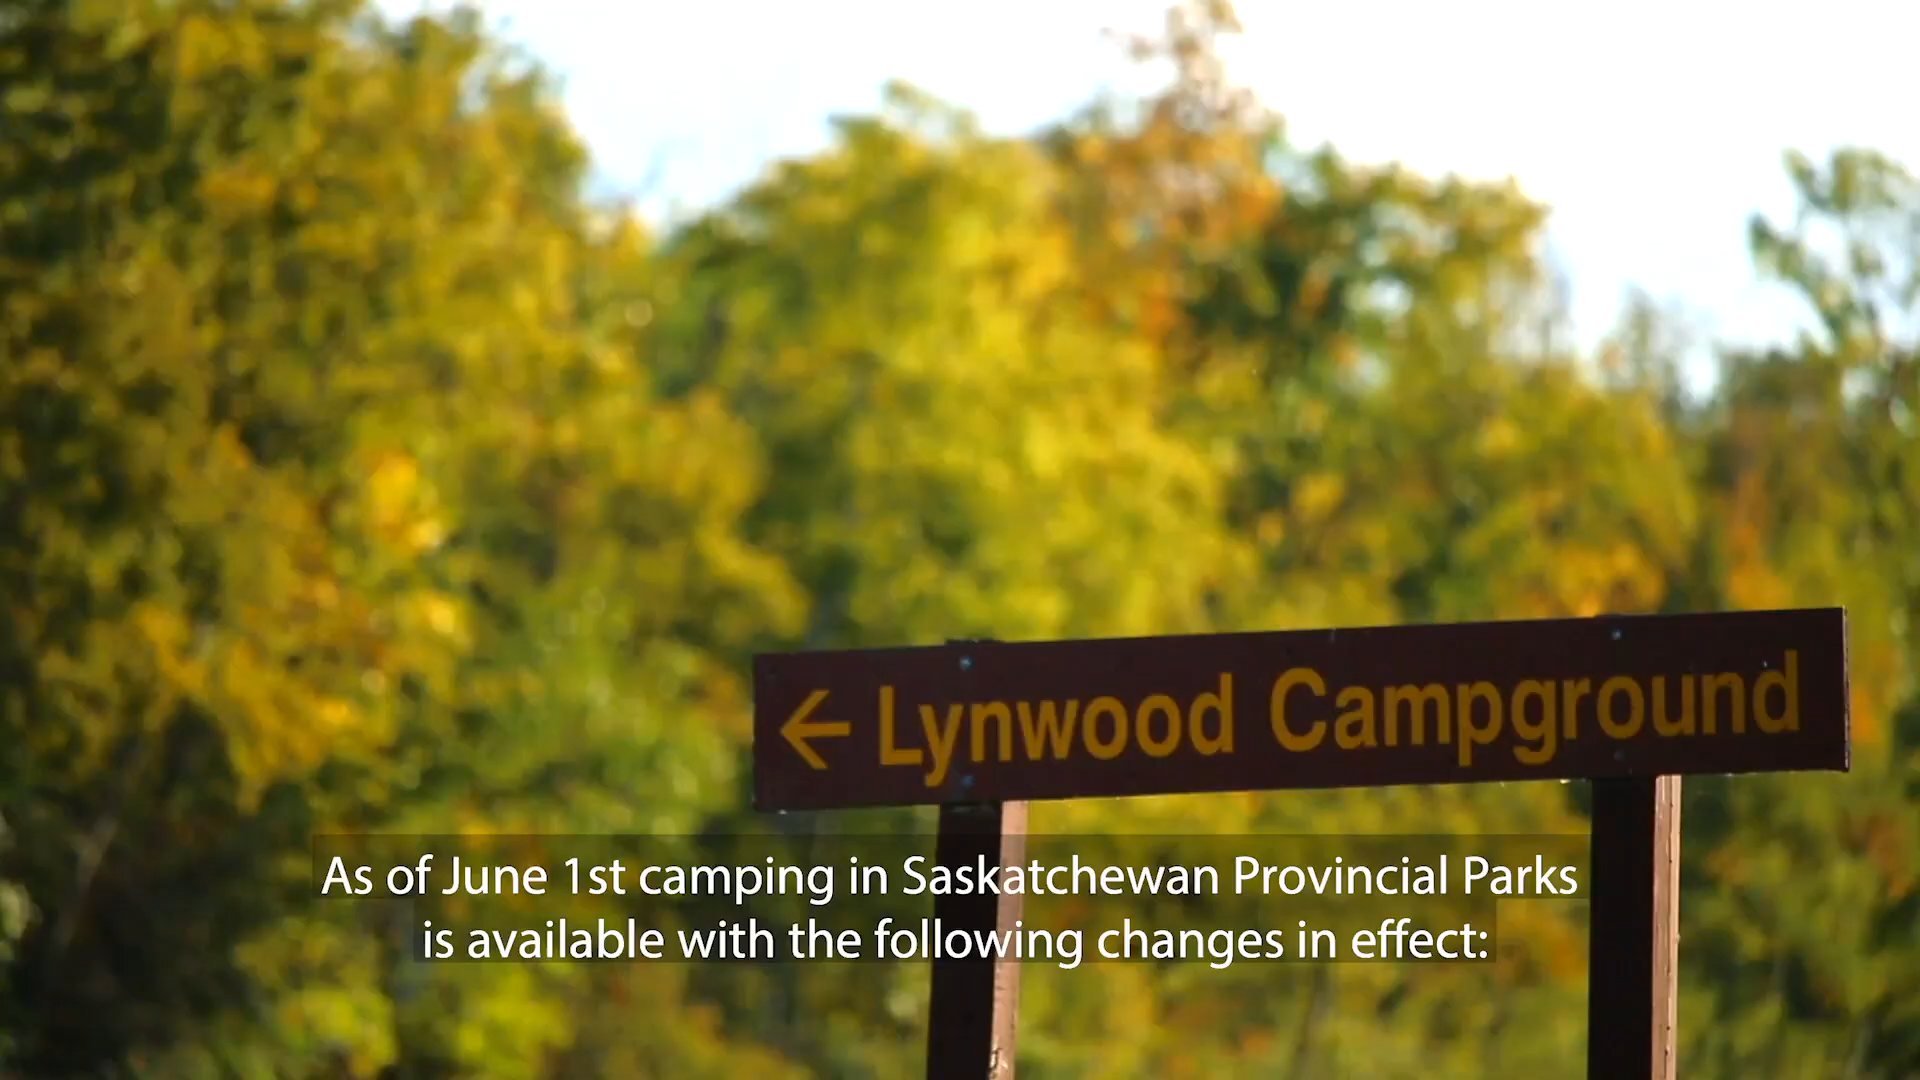 ← Lynwood Campground
As of June 1st camping in Saskatchewan Provincial Parks
is available with the following changes in effect: